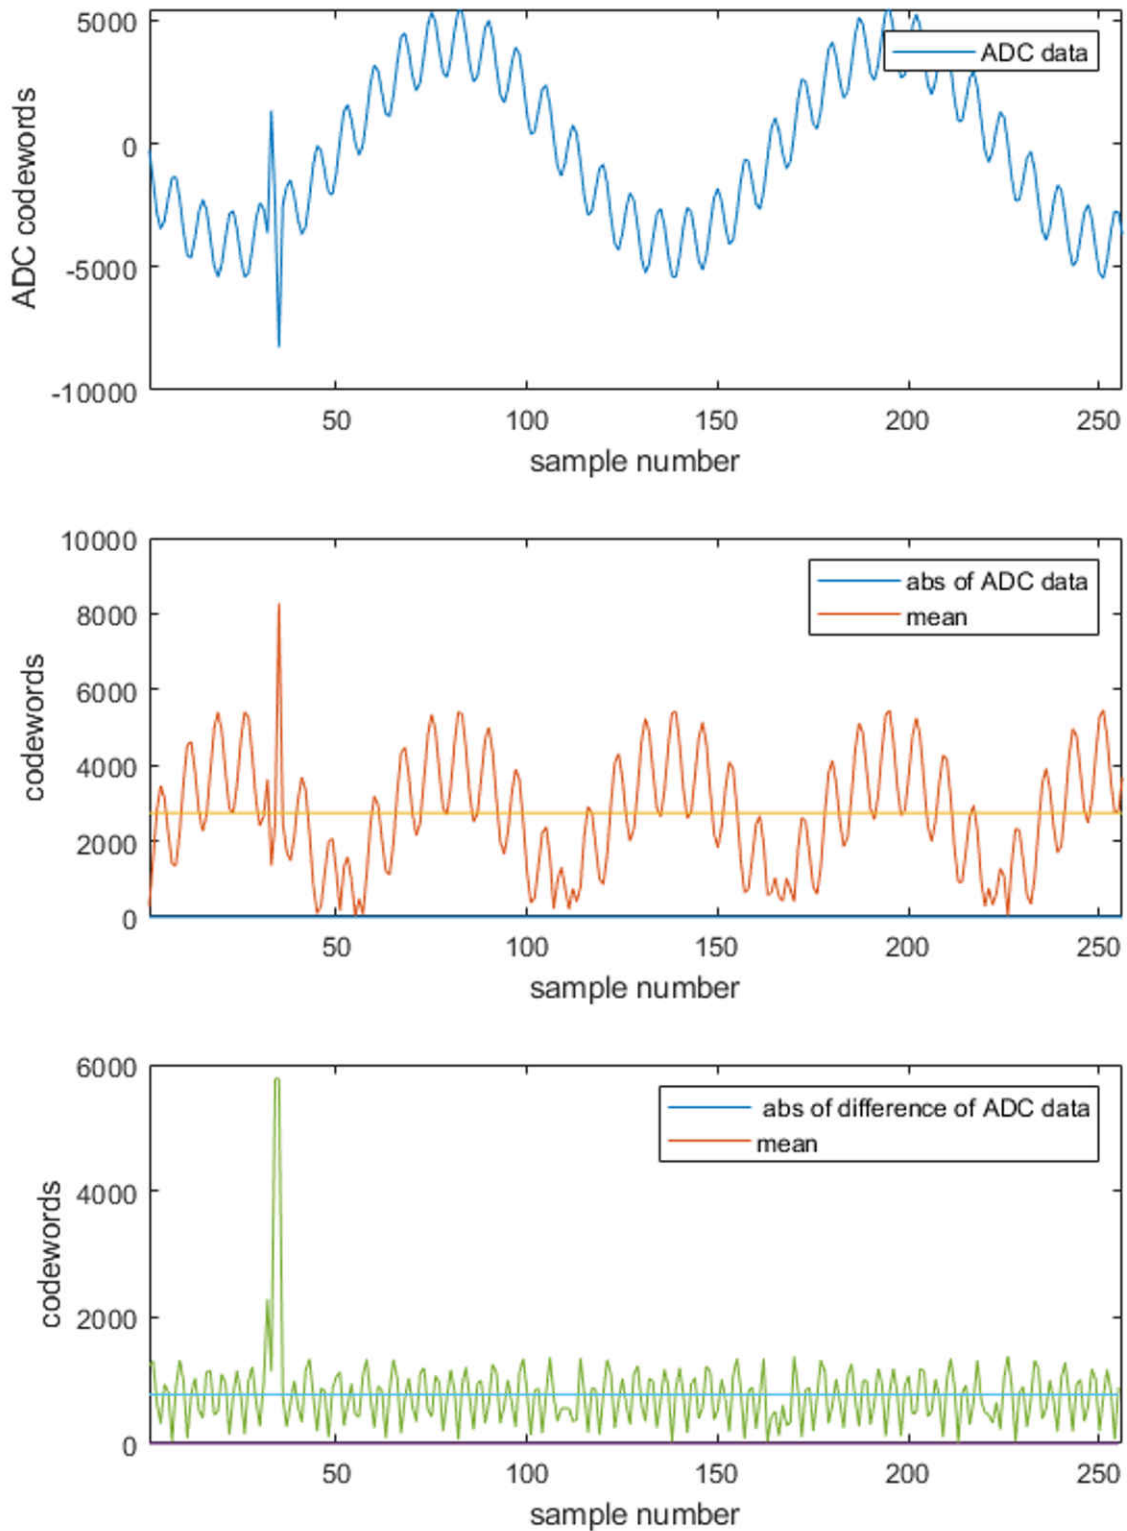 5000
0
-5000
-10000
ADC codewords
ADC data
50 100 150 200 250
sample number
10000
8000
6000
4000
2000
0
codewords
abs of ADC data
mean
50 100 150 200 250
sample number
6000
4000
2000
0
codewords
abs of difference of ADC data
mean
50 100 150 200 250
sample number